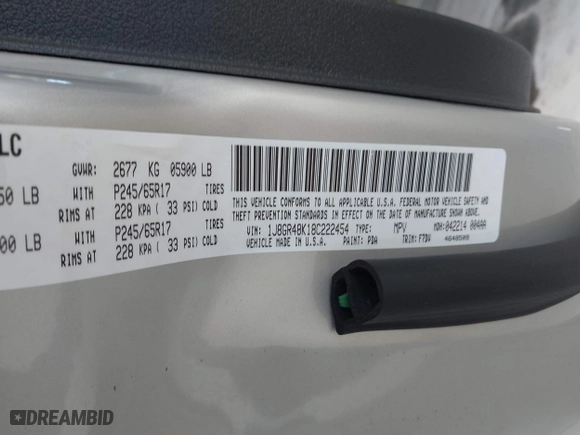 LC
GVWR: 2677 KG 05900 LB
50 LB WITH P245/65R17 TIRES
RIMS AT 228 KPA ( 33 PSI) COLD
00 LB WITH P245/65R17 TIRES
RIMS AT 228 KPA ( 33 PSI) COLD
THIS VEHICLE CONFORMS TO ALL APPLICABLE U.S.A. FEDERAL MOTOR VEHICLE SAFETY AND
THEFT PREVENTION STANDARDS IN EFFECT ON THE DATE OF MANUFACTURE SHOWN ABOVE.
VIN: 1J8GR48K18C222454 TYPE: MPV MDH: 042214 004AA
VEHICLE MADE IN U.S.A. PAINT: PDA TRIM: F7DV
DREAMBID